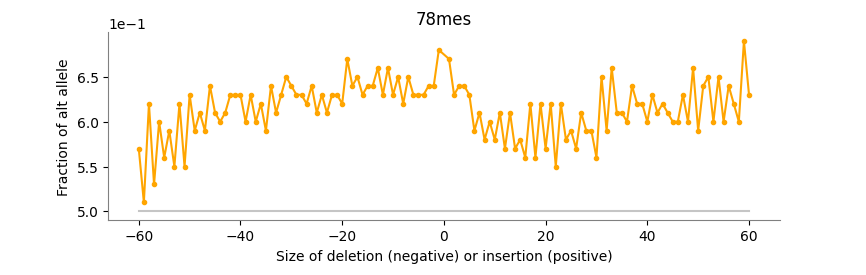 78mes
1e−1
Fraction of alt allele
6.5
6.0
5.5
5.0
−60
−40
−20
0
20
40
60
Size of deletion (negative) or insertion (positive)